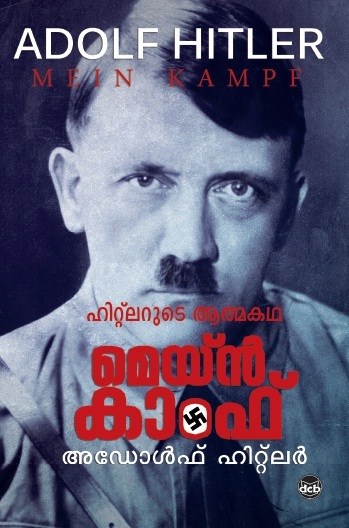 ADOLF HITLER
MEIN KAMPF
ഹിറ്റ്‌ലറുടെ ആത്മകഥ
മെയ്ൻ
കാംഫ്
അഡോൾഫ് ഹിറ്റ്‌ലർ
dcb